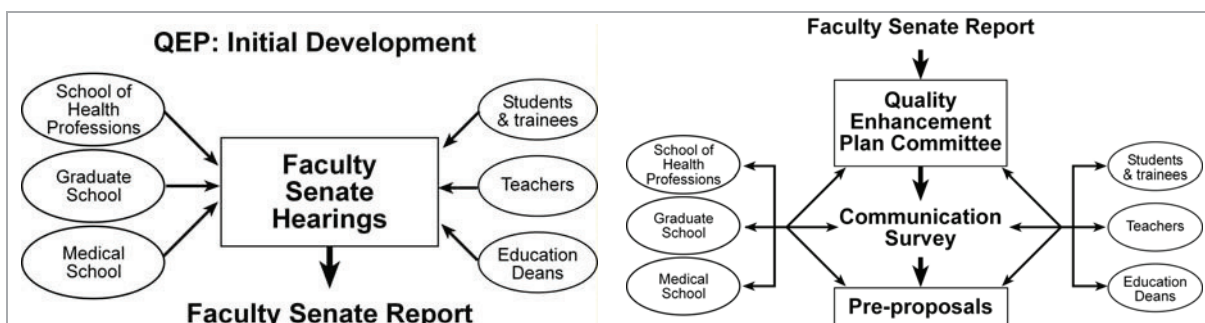 QEP: Initial Development
School of
Health
Professions
Graduate
School
Medical
School
Faculty
Senate
Hearings
Students
& trainees
Teachers
Education
Deans
Faculty Senate Report
Faculty Senate Report
Quality
Enhancement
Plan Committee
School of
Health
Professions
Graduate
School
Medical
School
Communication
Survey
Students
& trainees
Teachers
Education
Deans
Pre-proposals